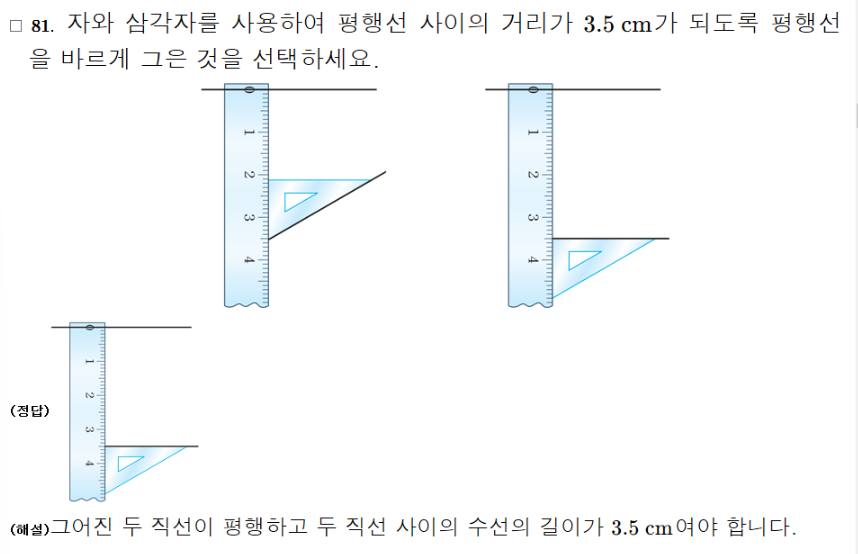 □ 81. 자와 삼각자를 사용하여 평행선 사이의 거리가 3.5 cm가 되도록 평행선
을 바르게 그은 것을 선택하세요.
0 1 2 3 4
0 1 2 3 4
0 1 2 3 4
(정답)
(해설)그어진 두 직선이 평행하고 두 직선 사이의 수선의 길이가 3.5 cm여야 합니다.